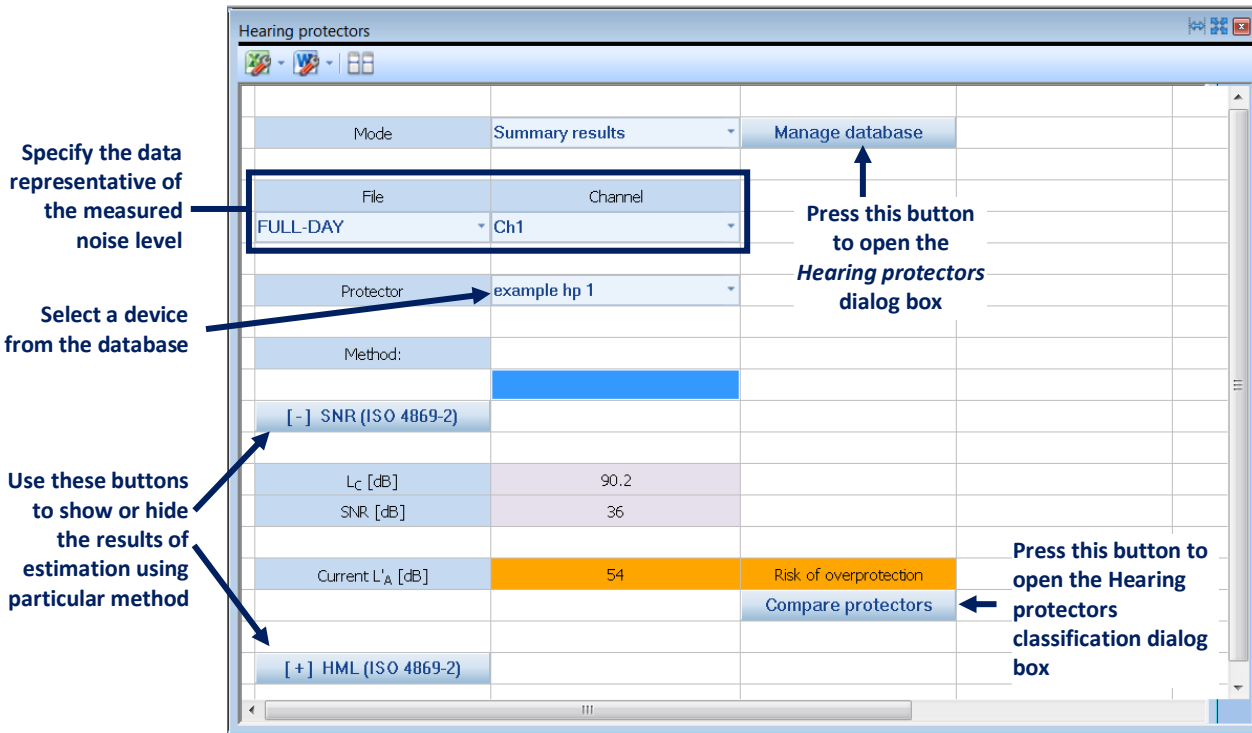 Hearing protectors
Mode
Summary results
Manage database
Specify the data
representative of
the measured
noise level
File
Channel
FULL-DAY
Ch1
Press this button
to open the
Hearing protectors
dialog box
Protector
example hp 1
Select a device
from the database
Method:
[-] SNR (ISO 4869-2)
Use these buttons
to show or hide
the results of
estimation using
particular method
LC [dB]
90.2
SNR [dB]
36
Current L'A [dB]
54
Risk of overprotection
Compare protectors
Press this button to
open the Hearing
protectors
classification dialog
box
[+] HML (ISO 4869-2)